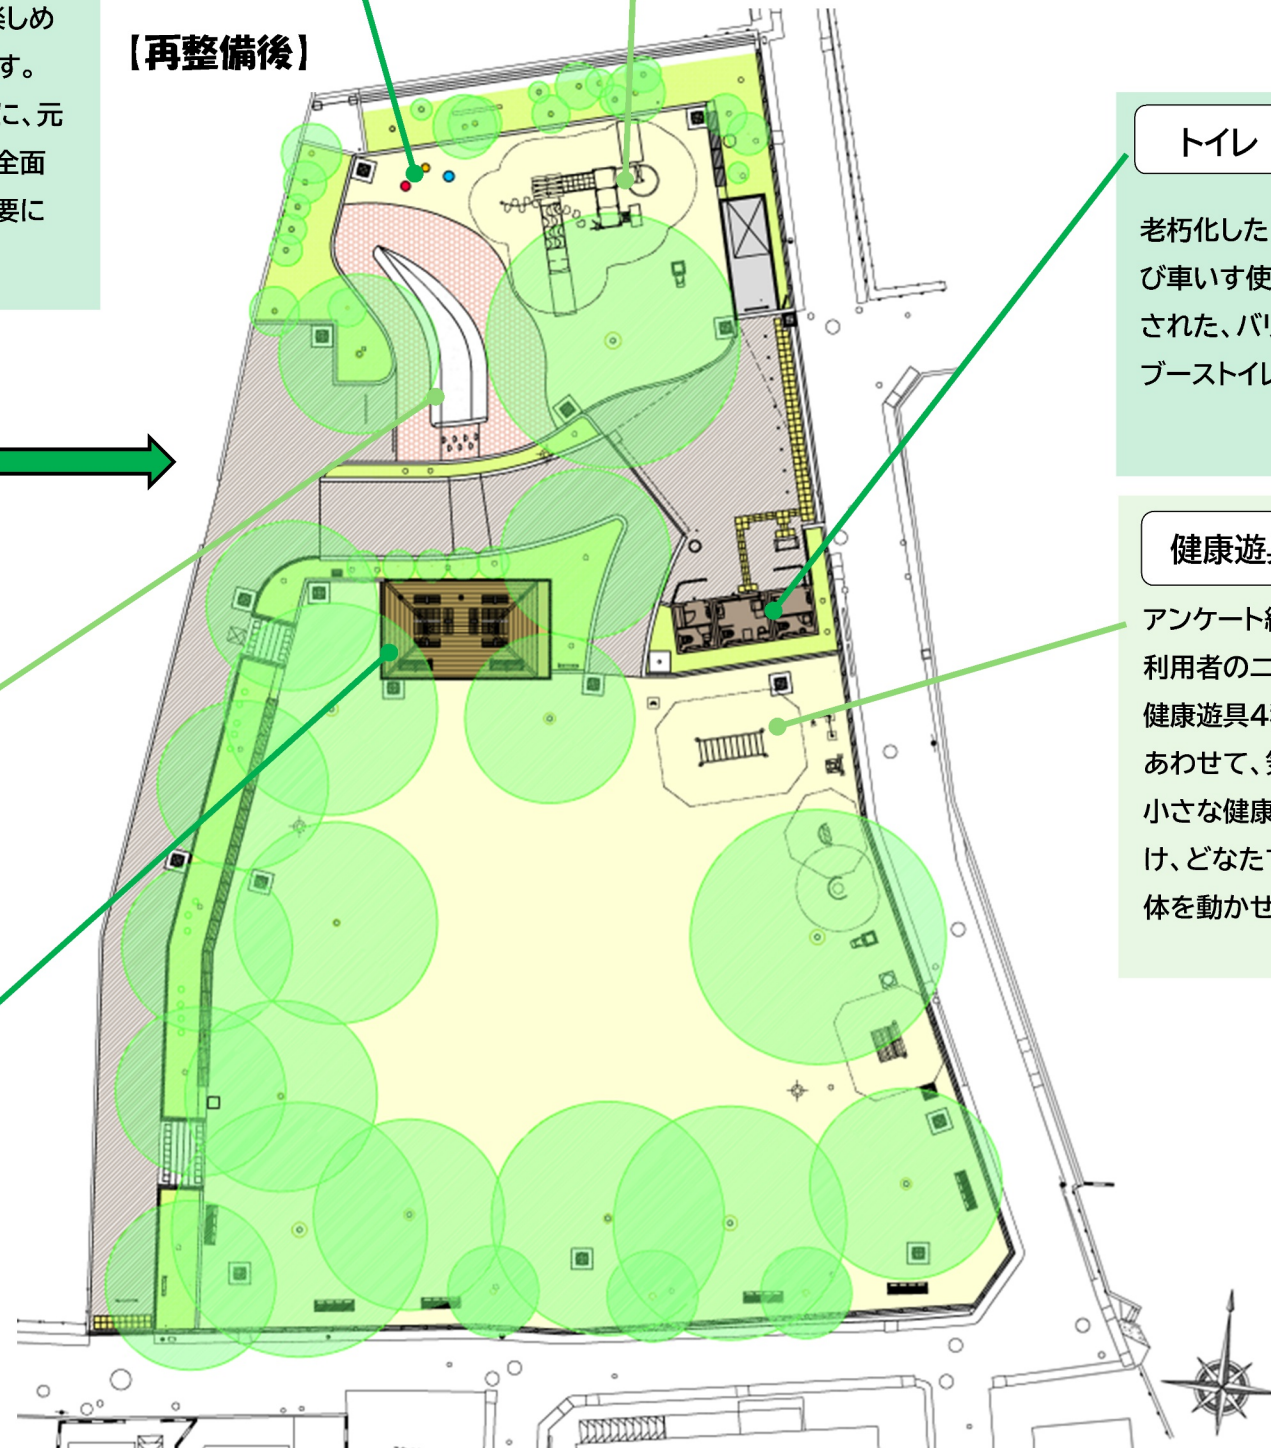 楽しめ
す。
に、元
全面
要に
【再整備後】
トイレ
老朽化した
び車いす使
された、バリ
ブーストイレ
健康遊具
アンケート結
利用者のニ
健康遊具4
あわせて、
小さな健康
け、どなた
体を動かせ